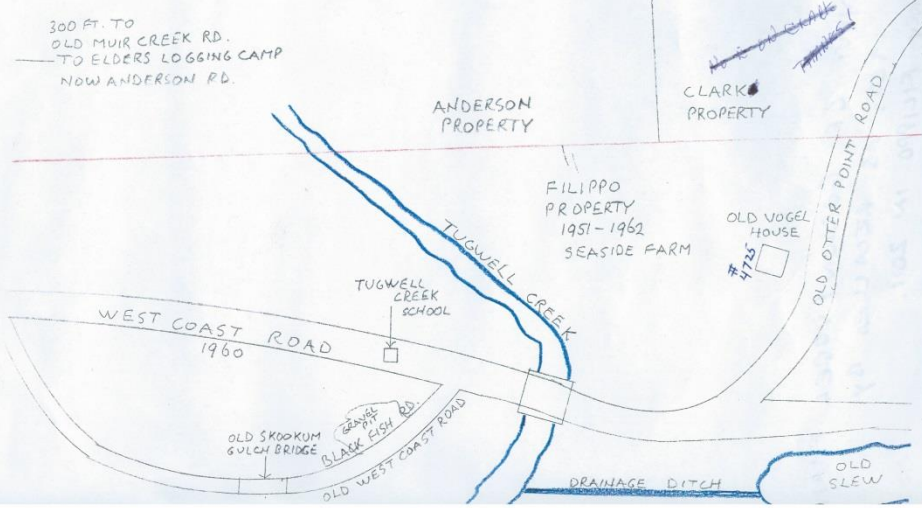 300 FT. TO
OLD MUIR CREEK RD.
TO ELDERS LOGGING CAMP
NOW ANDERSON RD.
ANDERSON
PROPERTY
CLARK
PROPERTY
THANKS!
OLD OTTER POINT ROAD
FILIPPO
PROPERTY
1951-1962
SEASIDE FARM
OLD VOGEL
HOUSE
#4725
TUGWELL CREEK
TUGWELL
CREEK
SCHOOL
WEST COAST ROAD
1960
GRAVEL
PIT
BLACK FISH RD.
OLD SKOOKUM
GULCH BRIDGE
OLD WEST COAST ROAD
DRAINAGE DITCH
OLD
SLEW